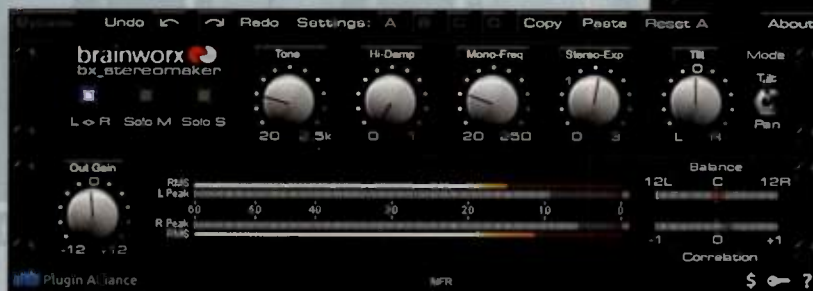 Bypass Undo Redo Settings: A B C D Copy Paste Reset A About
brainworx
bx_stereomaker
Tone Hi-Damp Mono-Freq Stereo-Exp Tilt Mode
Tilt
Pan
L <> R Solo M Solo S
20 2.5k 0 1 20 250 1 0 3 0 L R
Out Gain
0
-12 +12
RMS
L Peak
60 50 40 30 20 10 0
R Peak
RMS
Balance
12L C 12R
-1 0 +1
Correlation
Plugin Alliance MFR $ ?